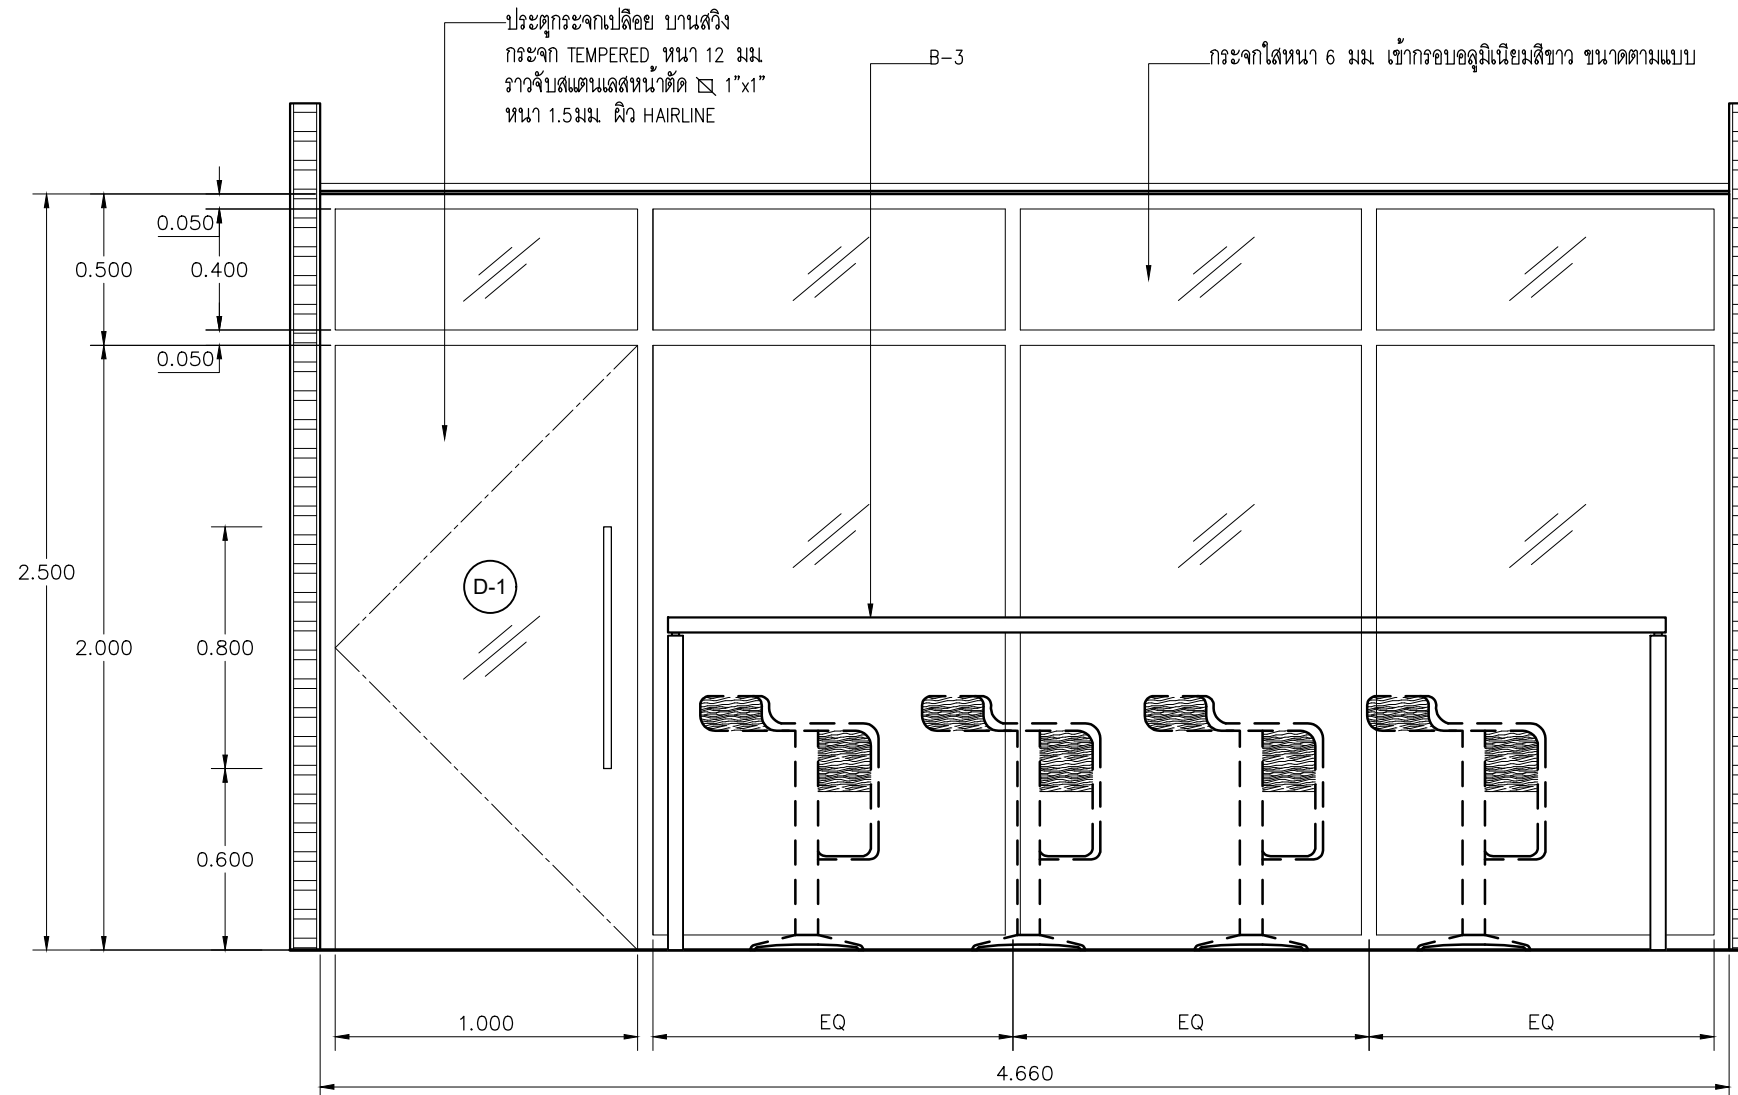 ประตูกระจกเปลือย บานสวิง
กระจก TEMPERED หนา 12 มม.
ราวจับสแตนเลสหน้าตัด 1"x1"
หนา 1.5มม. ผิว HAIRLINE
B-3
กระจกใสหนา 6 มม. เข้ากรอบอลูมิเนียมสีขาว ขนาดตามแบบ
0.050
0.500
0.400
0.050
2.500
2.000
0.800
0.600
D-1
1.000
EQ
EQ
EQ
4.660